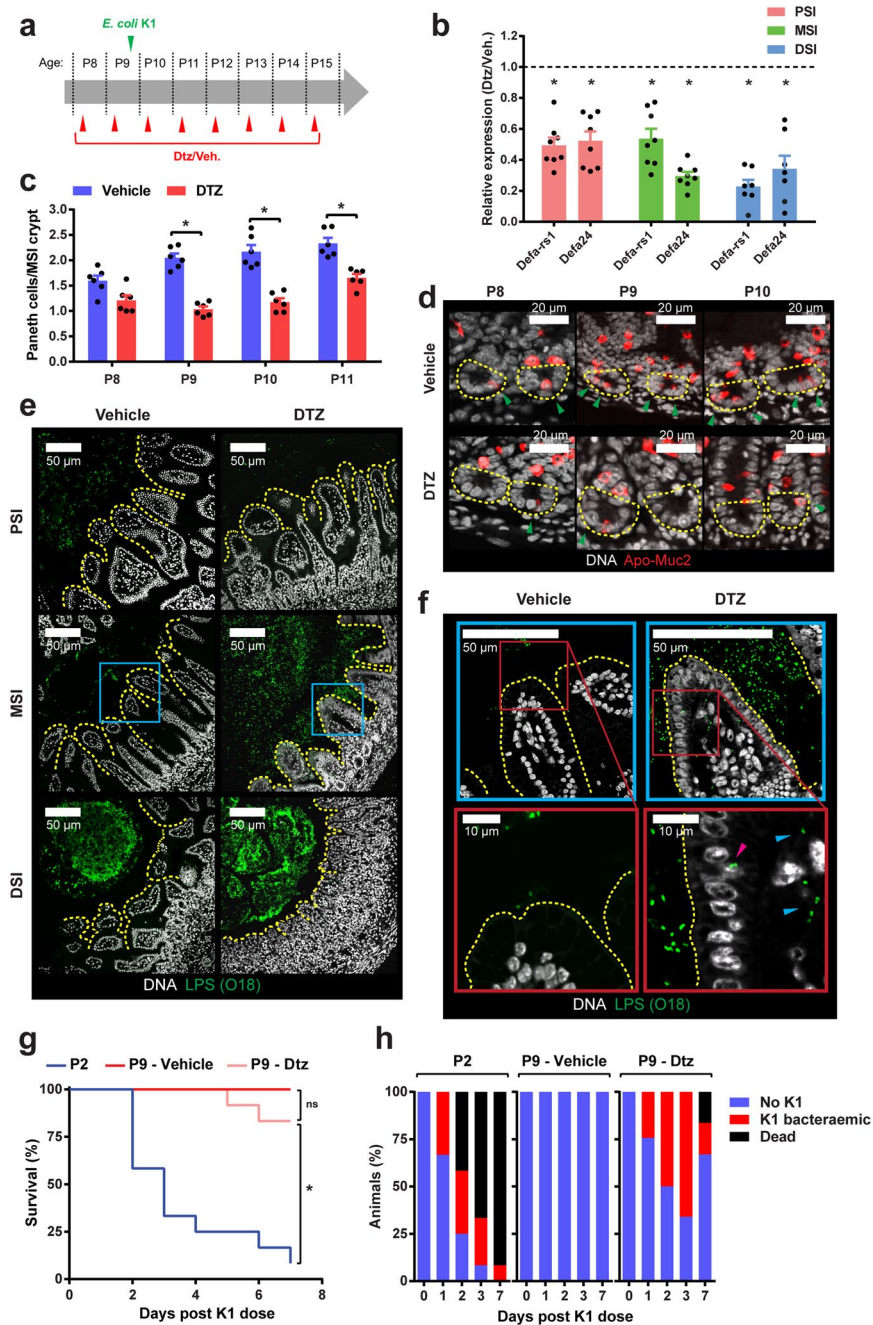 a
E. coli K1
Age: P8 P9 P10 P11 P12 P13 P14 P15
Dtz/Veh.
b
PSI
MSI
DSI
Relative expression (Dtz/Veh.)
1.2
1.0
0.8
0.6
0.4
0.2
0.0
* * * * * *
Defa-rs1 Defa24 Defa-rs1 Defa24 Defa-rs1 Defa24
c
Vehicle DTZ
Paneth cells/MSI crypt
3.0
2.5
2.0
1.5
1.0
0.5
0.0
* * *
P8 P9 P10 P11
d
P8 P9 P10
Vehicle
20 µm 20 µm 20 µm
DTZ
20 µm 20 µm 20 µm
DNA Apo-Muc2
e
Vehicle DTZ
PSI
50 µm 50 µm
MSI
50 µm 50 µm
DSI
50 µm 50 µm
DNA LPS (O18)
f
Vehicle DTZ
50 µm 50 µm
10 µm 10 µm
DNA LPS (O18)
g
P2 P9 - Vehicle P9 - Dtz
Survival (%)
100
75
50
25
0
ns
*
0 2 4 6 8
Days post K1 dose
h
P2 P9 - Vehicle P9 - Dtz
No K1
K1 bacteraemic
Dead
Animals (%)
100
75
50
25
0
0 1 2 3 7 0 1 2 3 7 0 1 2 3 7
Days post K1 dose